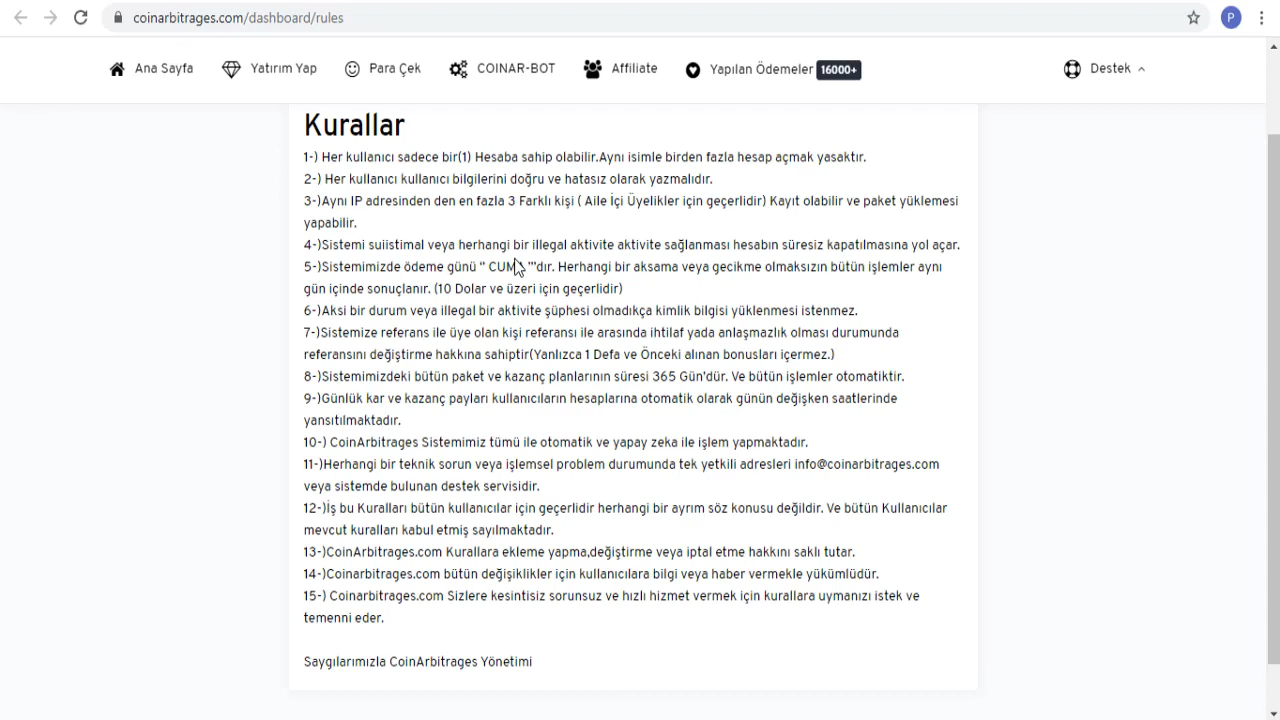 coinarbitrages.com/dashboard/rules
P
Ana Sayfa
Yatırım Yap
Para Çek
COINAR-BOT
Affiliate
Yapılan Ödemeler 16000+
Destek
Kurallar
1-) Her kullanıcı sadece bir(1) Hesaba sahip olabilir.Aynı isimle birden fazla hesap açmak yasaktır.
2-) Her kullanıcı kullanıcı bilgilerini doğru ve hatasız olarak yazmalıdır.
3-)Aynı IP adresinden den en fazla 3 Farklı kişi ( Aile İçi Üyelikler için geçerlidir) Kayıt olabilir ve paket yüklemesi
yapabilir.
4-)Sistemi suiistimal veya herhangi bir illegal aktivite aktivite sağlanması hesabın süresiz kapatılmasına yol açar.
5-)Sistemimizde ödeme günü " CUMA "'dır. Herhangi bir aksama veya gecikme olmaksızın bütün işlemler aynı
gün içinde sonuçlanır. (10 Dolar ve üzeri için geçerlidir)
6-)Aksi bir durum veya illegal bir aktivite şüphesi olmadıkça kimlik bilgisi yüklenmesi istenmez.
7-)Sistemize referans ile üye olan kişi referansı ile arasında ihtilaf yada anlaşmazlık olması durumunda
referansını değiştirme hakkına sahiptir(Yanlızca 1 Defa ve Önceki alınan bonusları içermez.)
8-)Sistemimizdeki bütün paket ve kazanç planlarının süresi 365 Gün'dür. Ve bütün işlemler otomatiktir.
9-)Günlük kar ve kazanç payları kullanıcıların hesaplarına otomatik olarak günün değişken saatlerinde
yansıtılmaktadır.
10-) CoinArbitrages Sistemimiz tümü ile otomatik ve yapay zeka ile işlem yapmaktadır.
11-)Herhangi bir teknik sorun veya işlemsel problem durumunda tek yetkili adresleri info@coinarbitrages.com
veya sistemde bulunan destek servisidir.
12-)İş bu Kuralları bütün kullanıcılar için geçerlidir herhangi bir ayrım söz konusu değildir. Ve bütün Kullanıcılar
mevcut kuralları kabul etmiş sayılmaktadır.
13-)CoinArbitrages.com Kurallara ekleme yapma,değiştirme veya iptal etme hakkını saklı tutar.
14-)Coinarbitrages.com bütün değişiklikler için kullanıcılara bilgi veya haber vermekle yükümlüdür.
15-) Coinarbitrages.com Sizlere kesintisiz sorunsuz ve hızlı hizmet vermek için kurallara uymanızı istek ve
temenni eder.
Saygılarımızla CoinArbitrages Yönetimi